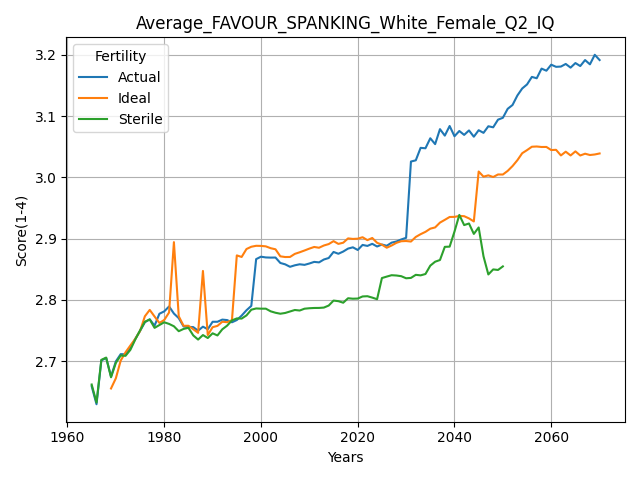 Average_FAVOUR_SPANKING_White_Female_Q2_IQ
Fertility
Actual
Ideal
Sterile
Score(1-4)
3.2
3.1
3.0
2.9
2.8
2.7
1960
1980
2000
2020
2040
2060
Years